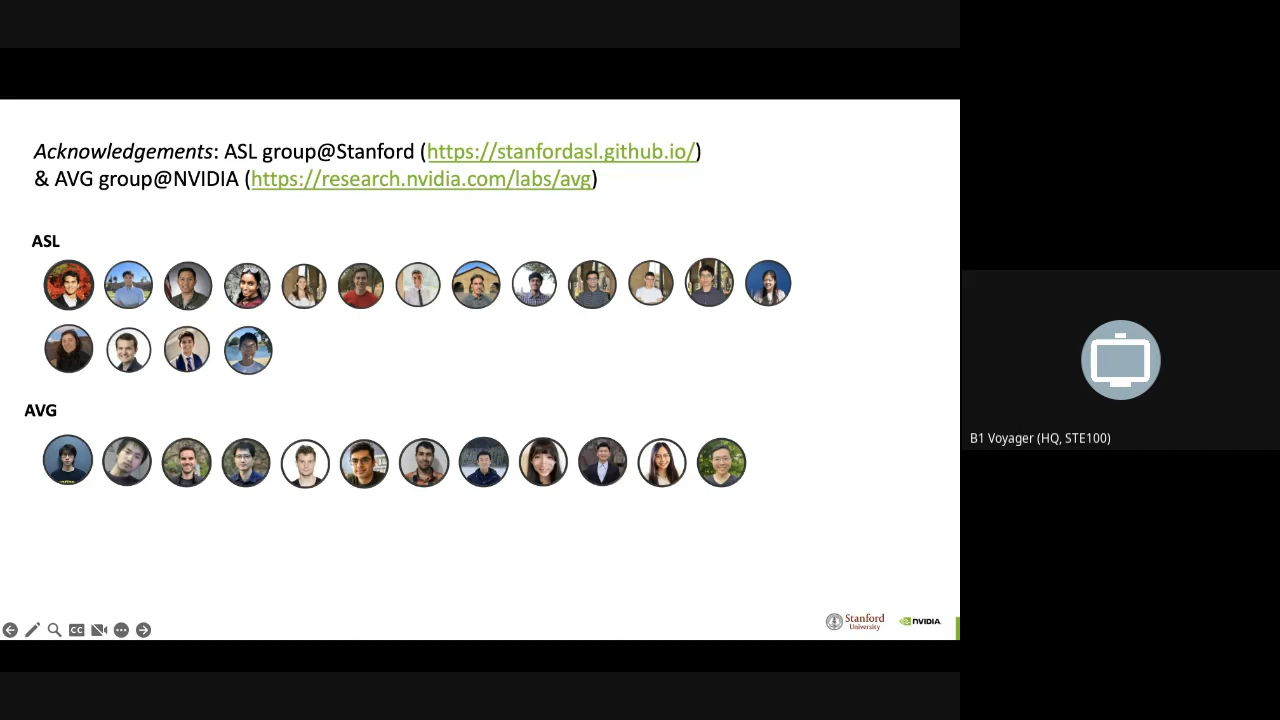 Acknowledgements: ASL group@Stanford (https://stanfordasl.github.io/)
& AVG group@NVIDIA (https://research.nvidia.com/labs/avg)
ASL
AVG
B1 Voyager (HQ, STE100)
CC
Stanford
University
NVIDIA